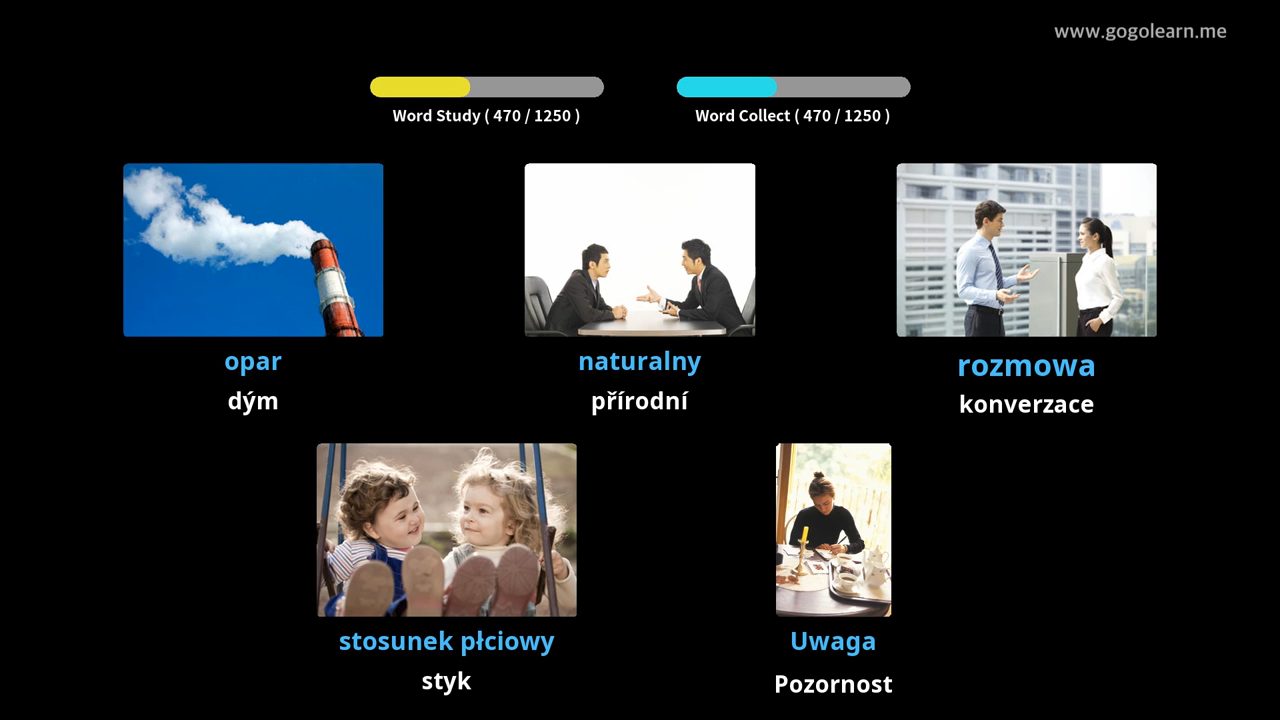 www.gogolearn.me
Word Study ( 470 / 1250 )
Word Collect ( 470 / 1250 )
opar
dým
naturalny
přírodní
rozmowa
konverzace
stosunek płciowy
styk
Uwaga
Pozornost